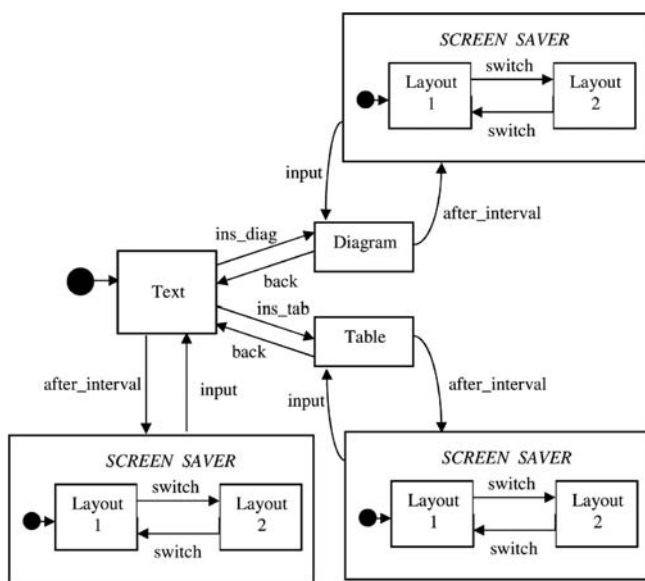 SCREEN SAVER
switch
Layout
1
Layout
2
switch
input
after_interval
ins_diag
Diagram
back
Text
ins_tab
Table
back
after_interval
input
input
after_interval
SCREEN SAVER
switch
Layout
1
Layout
2
switch
SCREEN SAVER
switch
Layout
1
Layout
2
switch